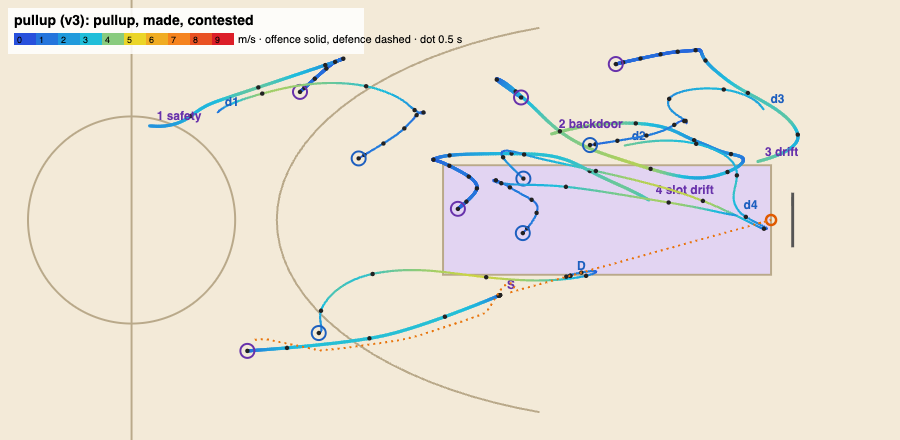 pullup (v3): pullup, made, contested
0 1 2 3 4 5 6 7 8 9 m/s · offence solid, defence dashed · dot 0.5 s
d1
1 safety
d3
2 backdoor
d2
3 drift
4 slot drift
d4
D
S